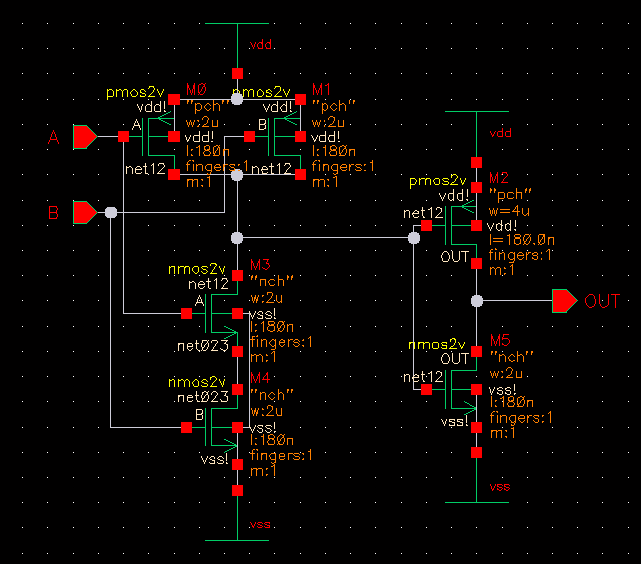 vdd
pmos2v M0
vdd! "pch"
A w:2u
vdd!
l:180n
fingers:1
net12 m:1
pmos2v M1
vdd! "pch"
B w:2u
vdd!
l:180n
fingers:1
net12 m:1
A
B
nmos2v M3
net12 "nch"
A w:2u
vss!
l:180n
fingers:1
net023 m:1
nmos2v M4
net023 "nch"
B w:2u
vss!
l:180n
fingers:1
vss! m:1
vss
vdd
pmos2v M2
vdd! "pch"
net12 w=4u
vdd!
l=180.0n
fingers:1
OUT m:1
OUT
nmos2v M5
OUT "nch"
net12 w:2u
vss!
l:180n
fingers:1
vss! m:1
vss